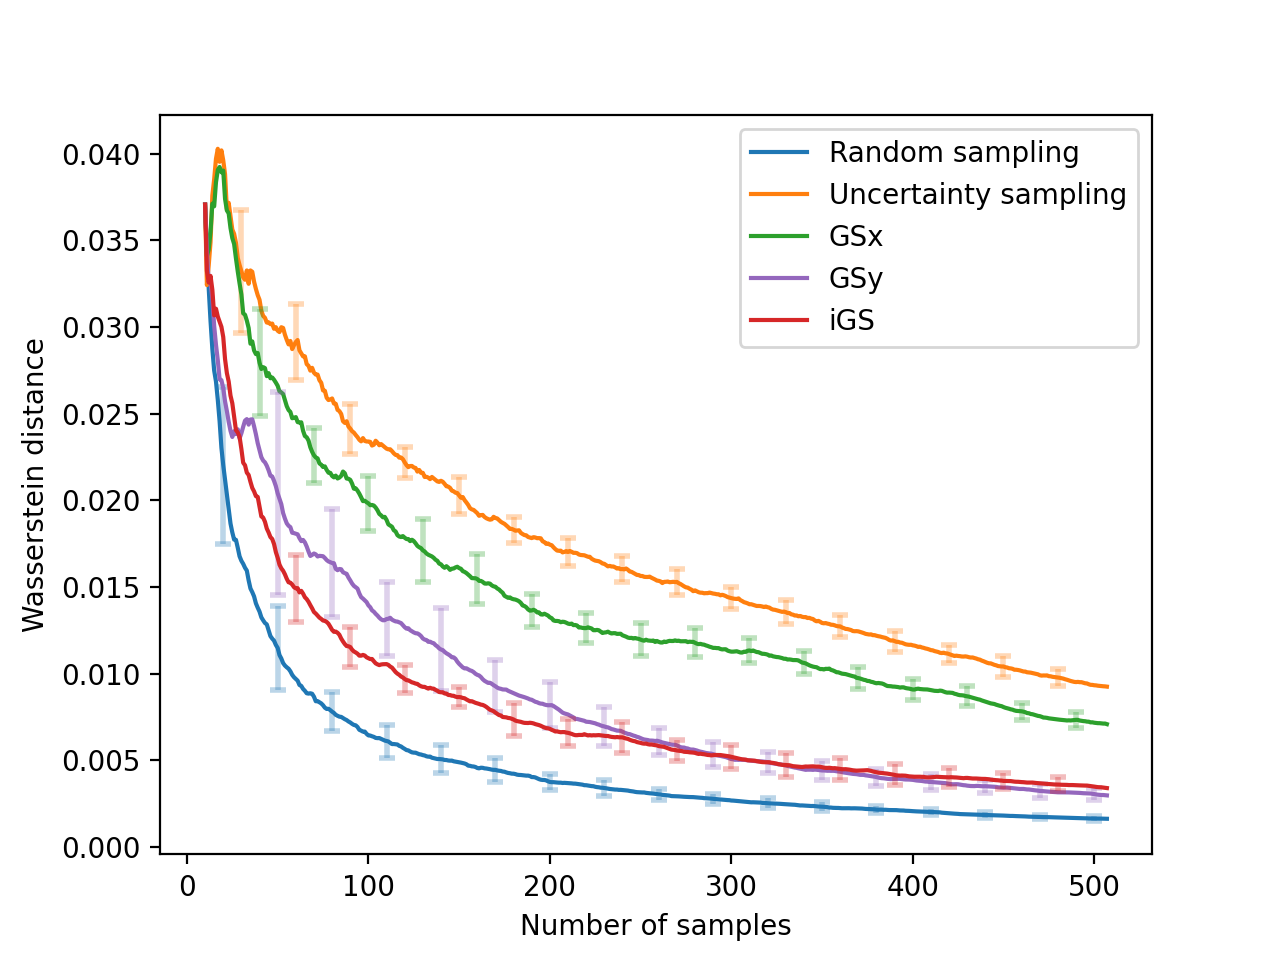 0.040
0.035
0.030
0.025
0.020
0.015
0.010
0.005
0.000
Wasserstein distance
0 100 200 300 400 500
Number of samples
Random sampling
Uncertainty sampling
GSx
GSy
iGS